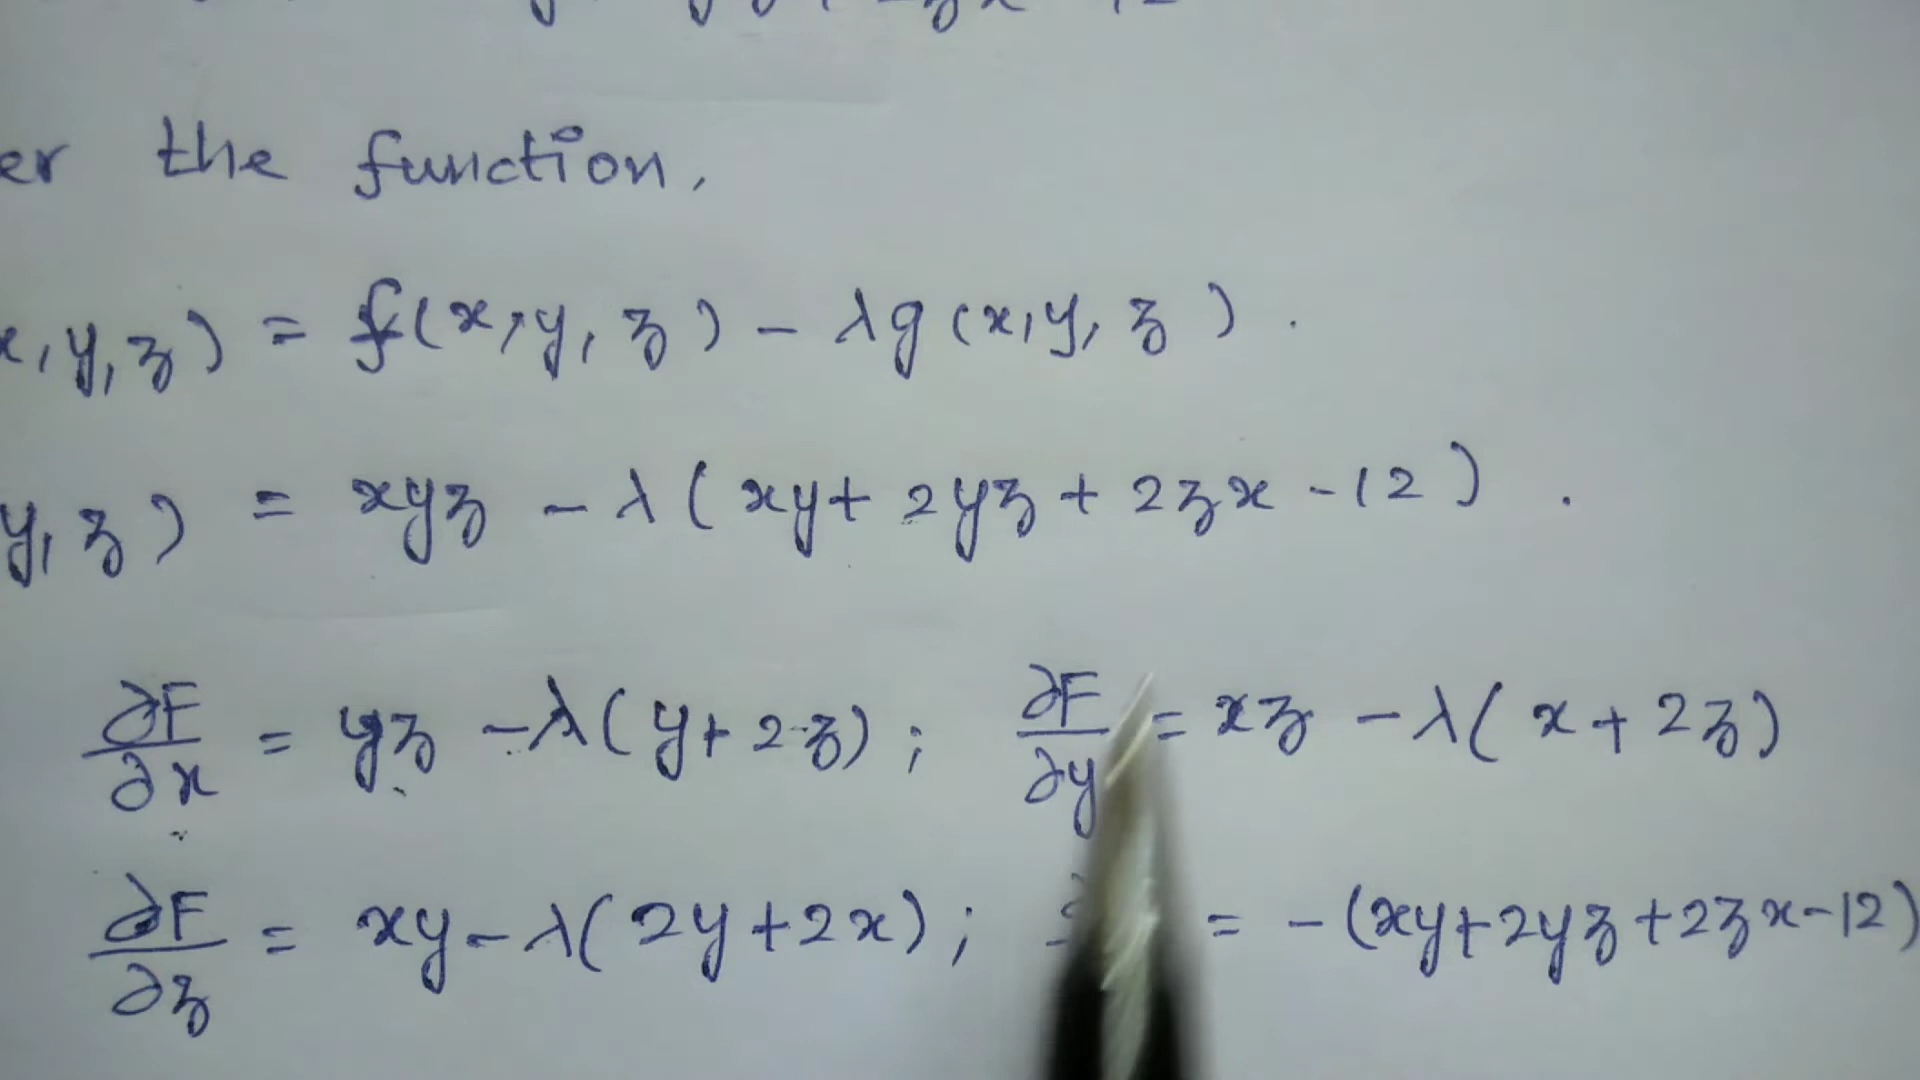 er the function,
x,y,z) = f(x,y,z) - λg(x,y,z).
y,z) = xyz - λ(xy+2yz+2zx-12).
∂F/∂x = yz - λ(y+2z); ∂F/∂y = xz - λ(x+2z)
∂F/∂z = xy - λ(2y+2x); = -(xy+2yz+2zx-12)